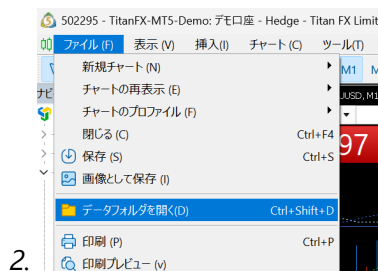 502295 - TitanFX-MT5-Demo: デモ口座 - Hedge - Titan FX Limit
ファイル (F) 表示 (V) 挿入(I) チャート (C) ツール(T)
新規チャート (N)
M1
チャートの再表示 (E)
ナビ
JUSD, M1
チャートのプロファイル (F)
閉じる (C) Ctrl+F4
97
保存 (S) Ctrl+S
画像として保存 (I)
データフォルダを開く(D) Ctrl+Shift+D
印刷 (P) Ctrl+P
2.
印刷プレビュー (v)